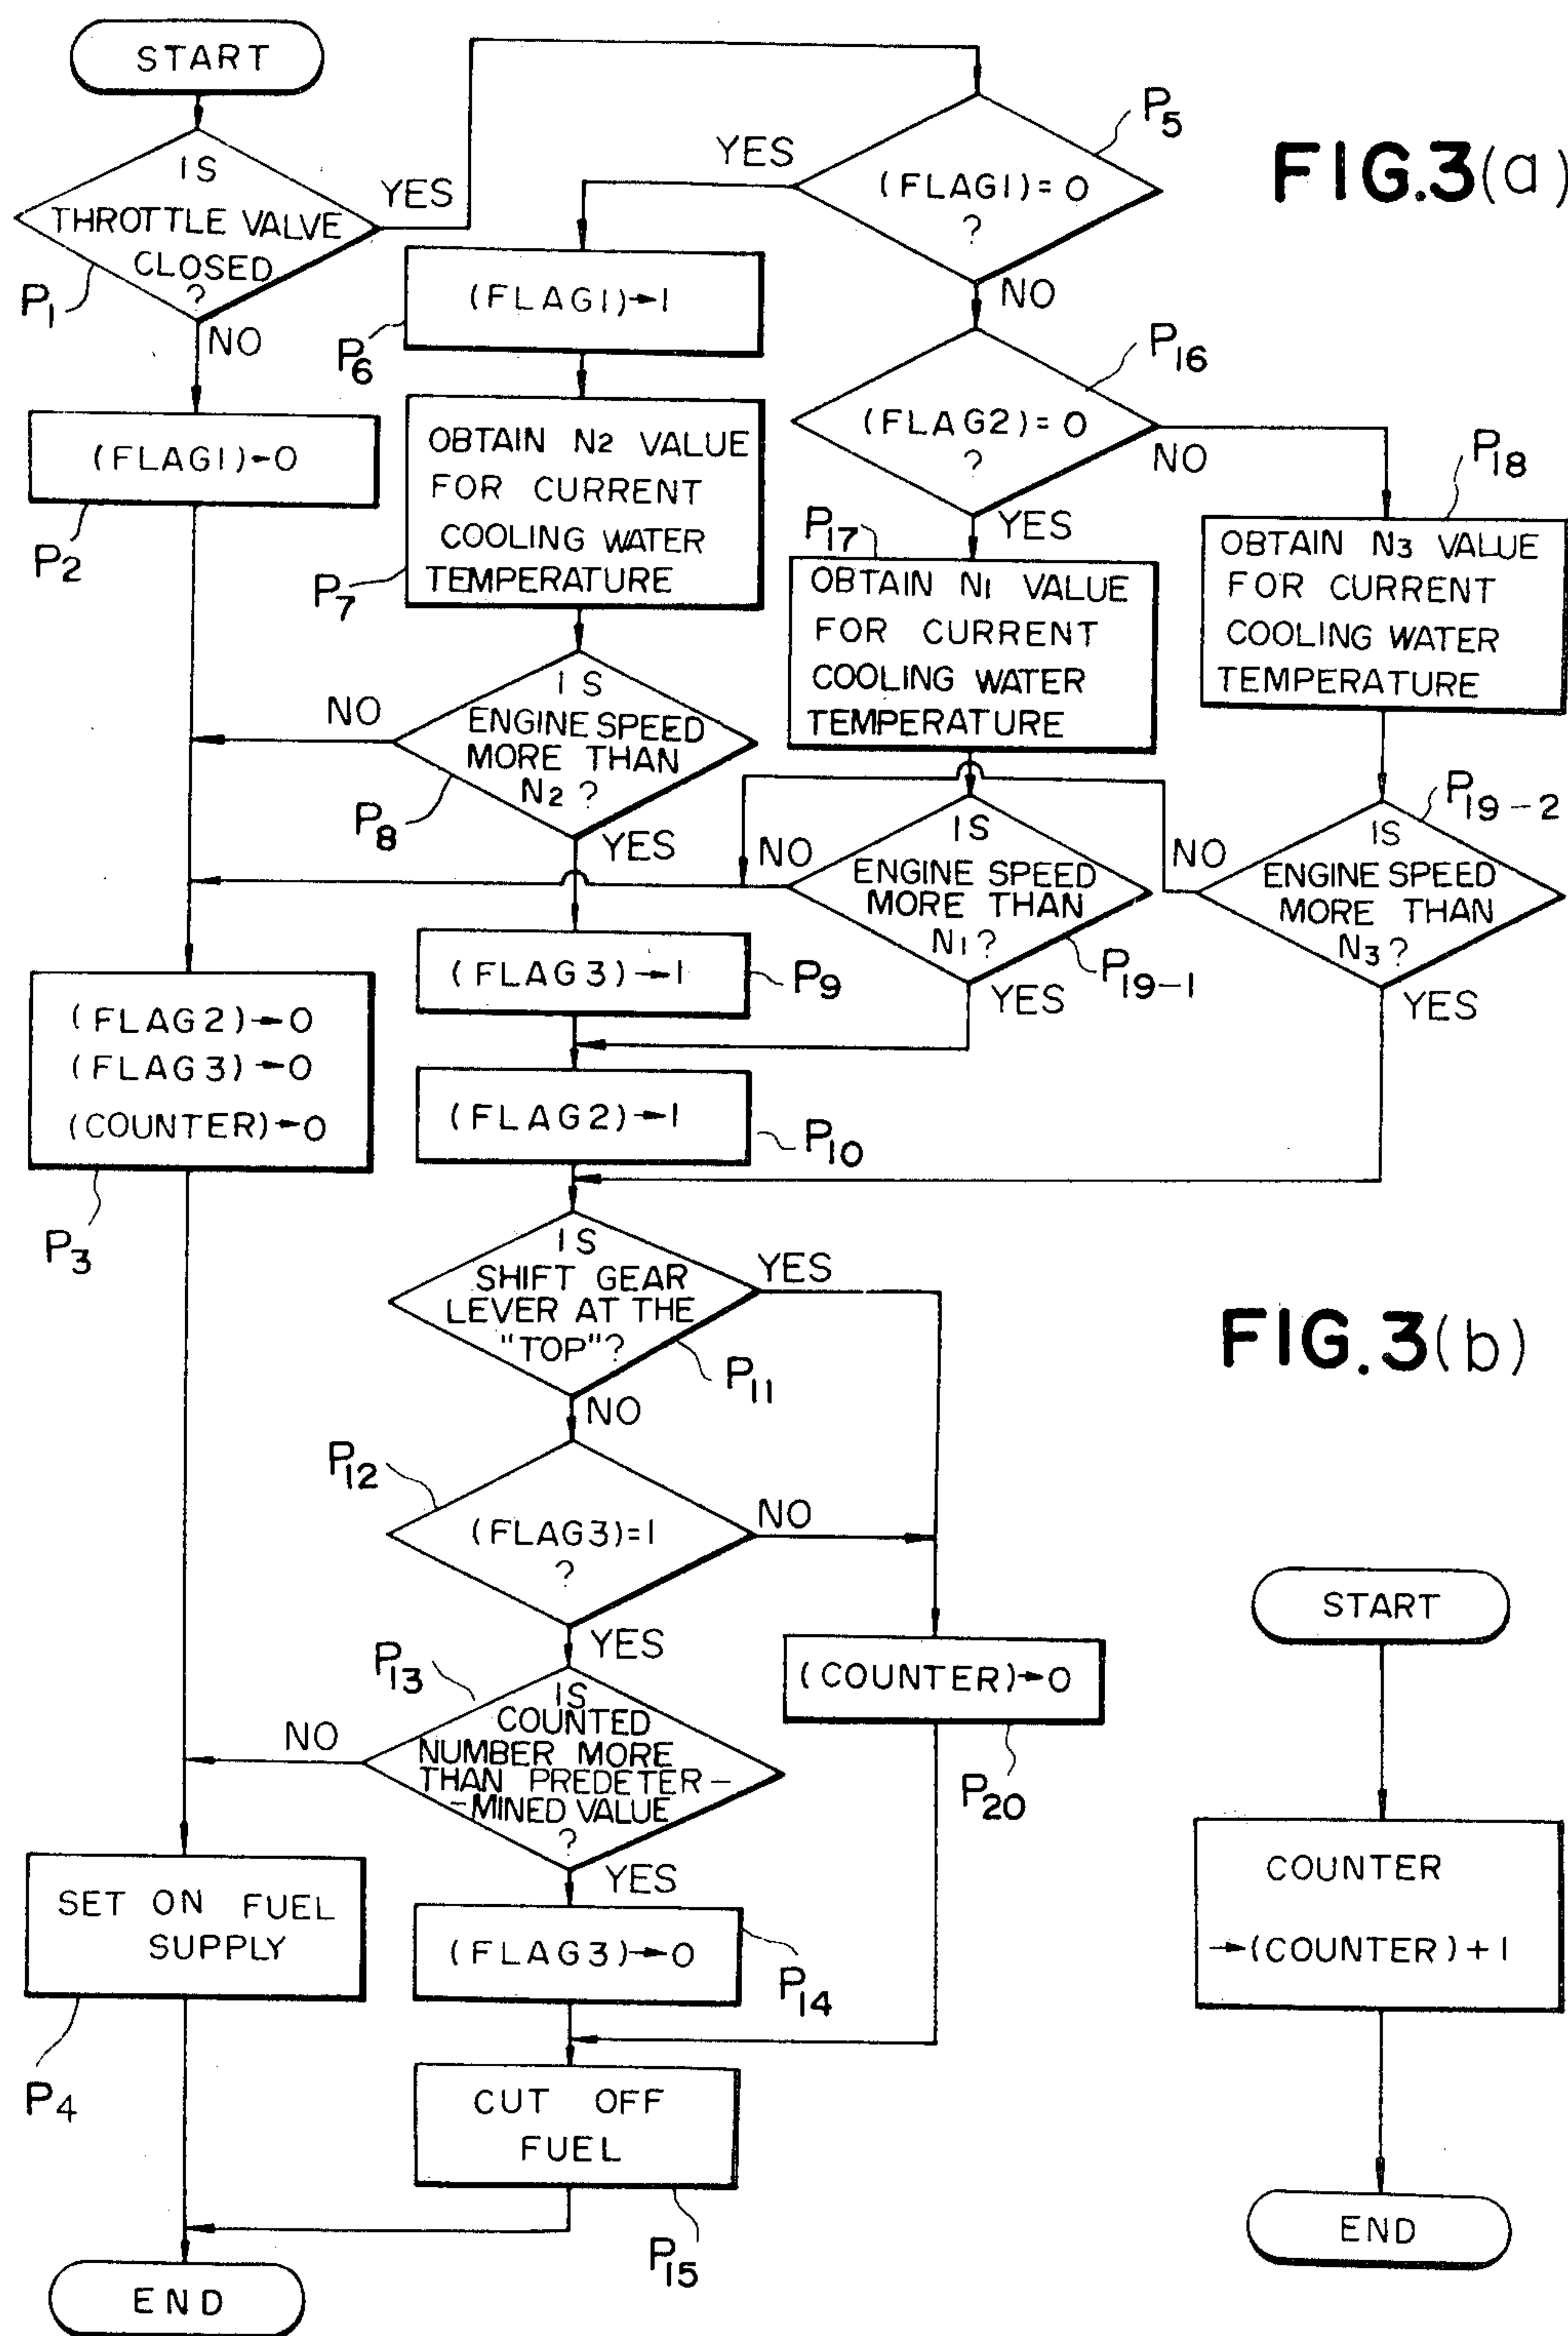 FIG.3(a)
START
IS
THROTTLE VALVE
CLOSED
?
P1
YES
NO
(FLAG1)→0
P2
(FLAG1)=0
?
P5
YES
NO
(FLAG1)→1
P6
OBTAIN N2 VALUE
FOR CURRENT
COOLING WATER
TEMPERATURE
P7
(FLAG2)=0
?
P16
NO
YES
P17
OBTAIN N1 VALUE
FOR CURRENT
COOLING WATER
TEMPERATURE
P18
OBTAIN N3 VALUE
FOR CURRENT
COOLING WATER
TEMPERATURE
IS
ENGINE SPEED
MORE THAN
N2?
P8
NO
YES
IS
ENGINE SPEED
MORE THAN
N1?
P19-1
NO
YES
IS
ENGINE SPEED
MORE THAN
N3?
P19-2
NO
YES
(FLAG3)→1
P9
(FLAG2)→0
(FLAG3)→0
(COUNTER)→0
P3
(FLAG2)→1
P10
IS
SHIFT GEAR
LEVER AT THE
"TOP"?
P11
YES
NO
P12
(FLAG3)=1
?
NO
YES
P13
IS
COUNTED
NUMBER MORE
THAN PREDETER-
-MINED VALUE
?
NO
YES
(COUNTER)→0
P20
SET ON FUEL
SUPPLY
P4
(FLAG3)→0
P14
CUT OFF
FUEL
P15
END
FIG.3(b)
START
COUNTER
→(COUNTER)+1
END